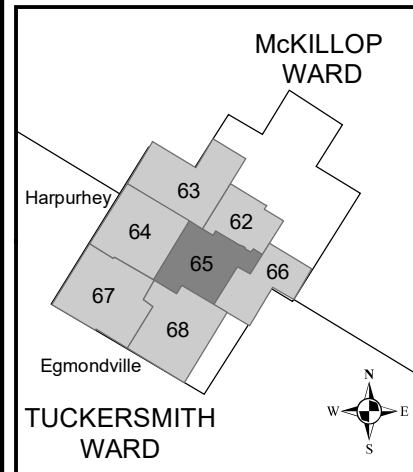 McKILLOP
WARD
Harpurhey
63
62
64
65
66
67
68
Egmondville
TUCKERSMITH
WARD
N
W E
S